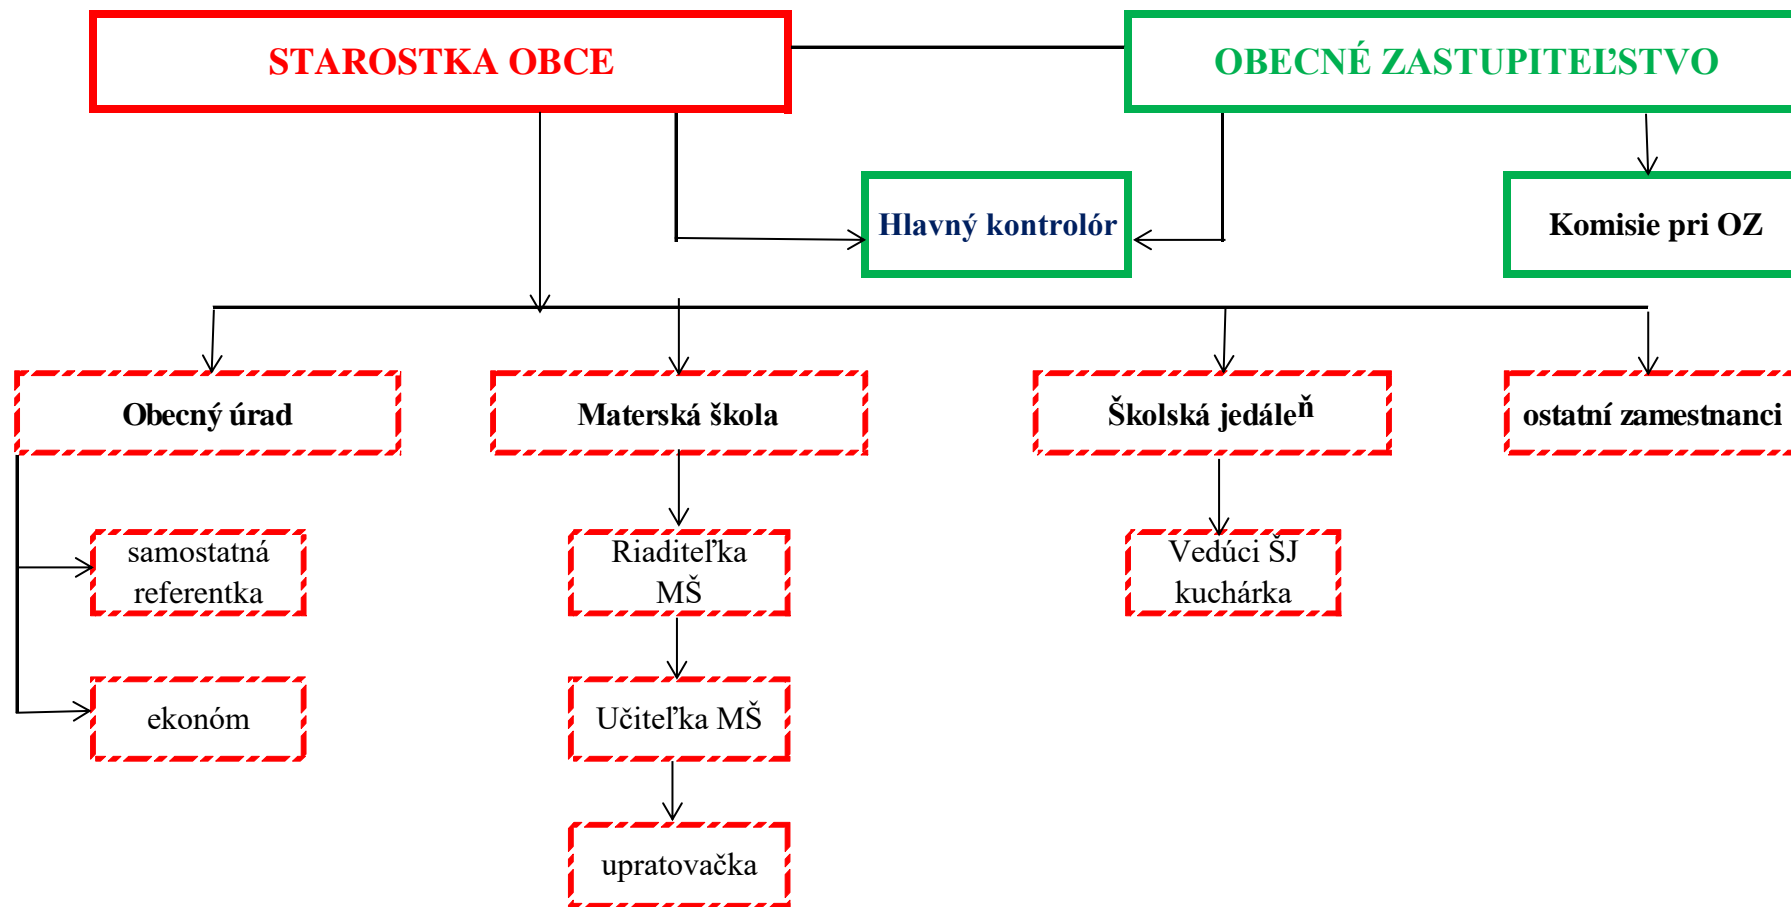 STAROSTKA OBCE
OBECNÉ ZASTUPITEĽSTVO
Hlavný kontrolór
Komisie pri OZ
Obecný úrad
Materská škola
Školská jedáleň
ostatní zamestnanci
samostatná
referentka
Riaditeľka
MŠ
Vedúci ŠJ
kuchárka
ekonóm
Učiteľka MŠ
upratovačka